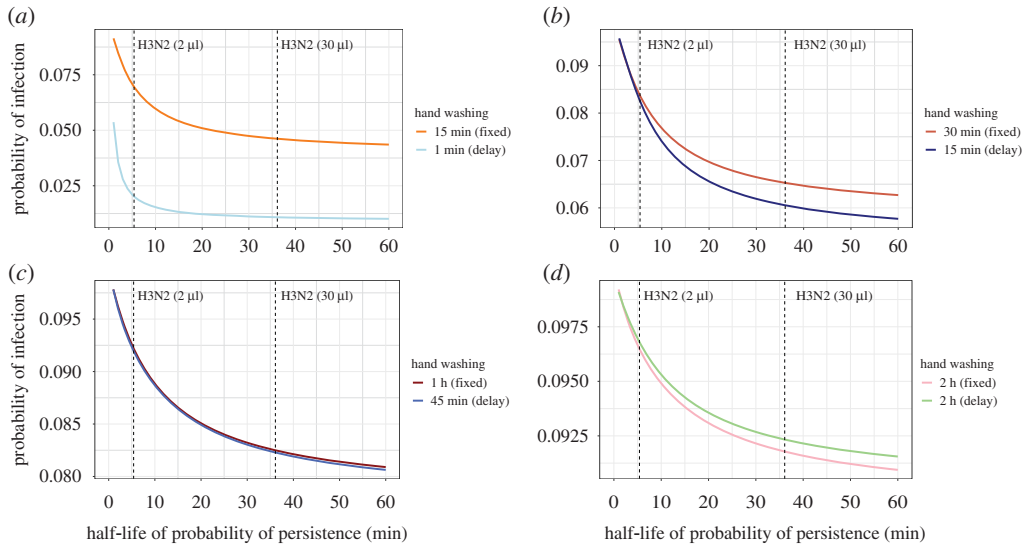 (a)
H3N2 (2 µl)
H3N2 (30 µl)
probability of infection
0.075
0.050
0.025
0
10
20
30
40
50
60
hand washing
15 min (fixed)
1 min (delay)
(b)
H3N2 (2 µl)
H3N2 (30 µl)
0.09
0.08
0.07
0.06
0
10
20
30
40
50
60
hand washing
30 min (fixed)
15 min (delay)
(c)
H3N2 (2 µl)
H3N2 (30 µl)
probability of infection
0.095
0.090
0.085
0.080
0
10
20
30
40
50
60
half-life of probability of persistence (min)
hand washing
1 h (fixed)
45 min (delay)
(d)
H3N2 (2 µl)
H3N2 (30 µl)
0.0975
0.0950
0.0925
0
10
20
30
40
50
60
half-life of probability of persistence (min)
hand washing
2 h (fixed)
2 h (delay)